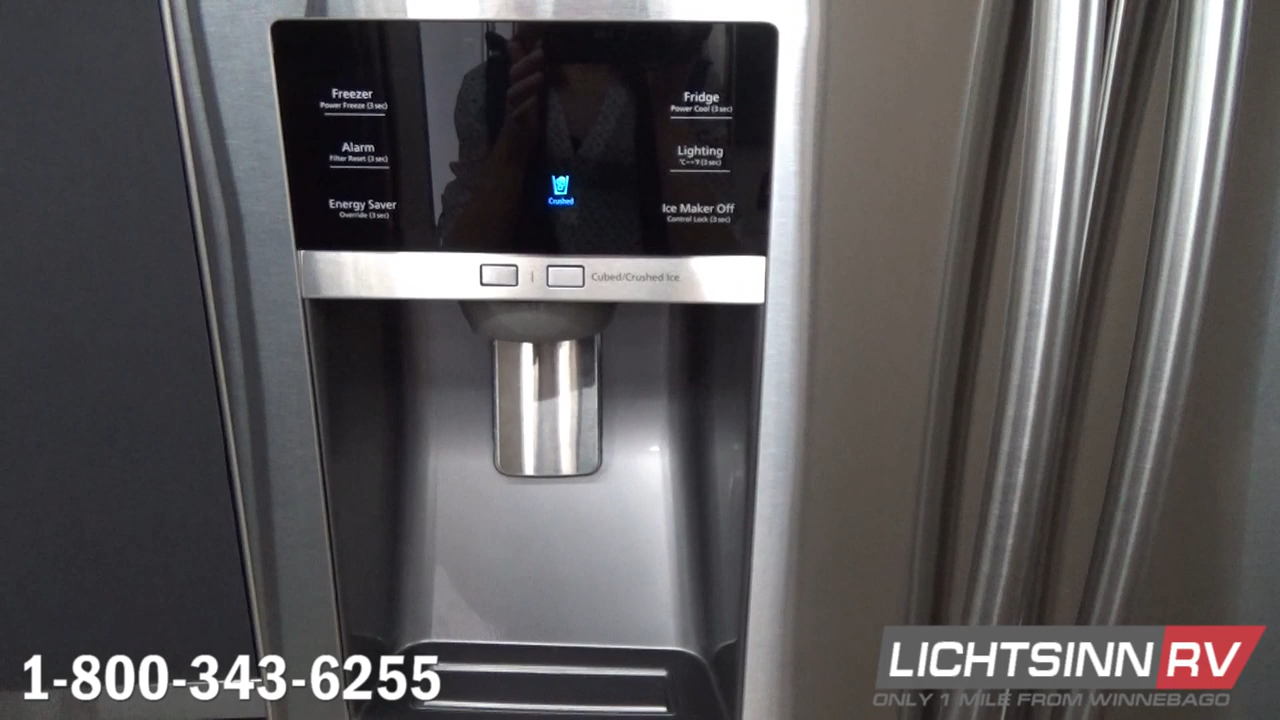 Freezer
Power Freeze (3 sec)
Alarm
Filter Reset (3 sec)
Energy Saver
Override (3 sec)
Crushed
Fridge
Power Cool (3 sec)
Lighting
°C↔°F (3 sec)
Ice Maker Off
Control Lock (3 sec)
Cubed/Crushed Ice
1-800-343-6255
LICHTSINN RV
ONLY 1 MILE FROM WINNEBAGO